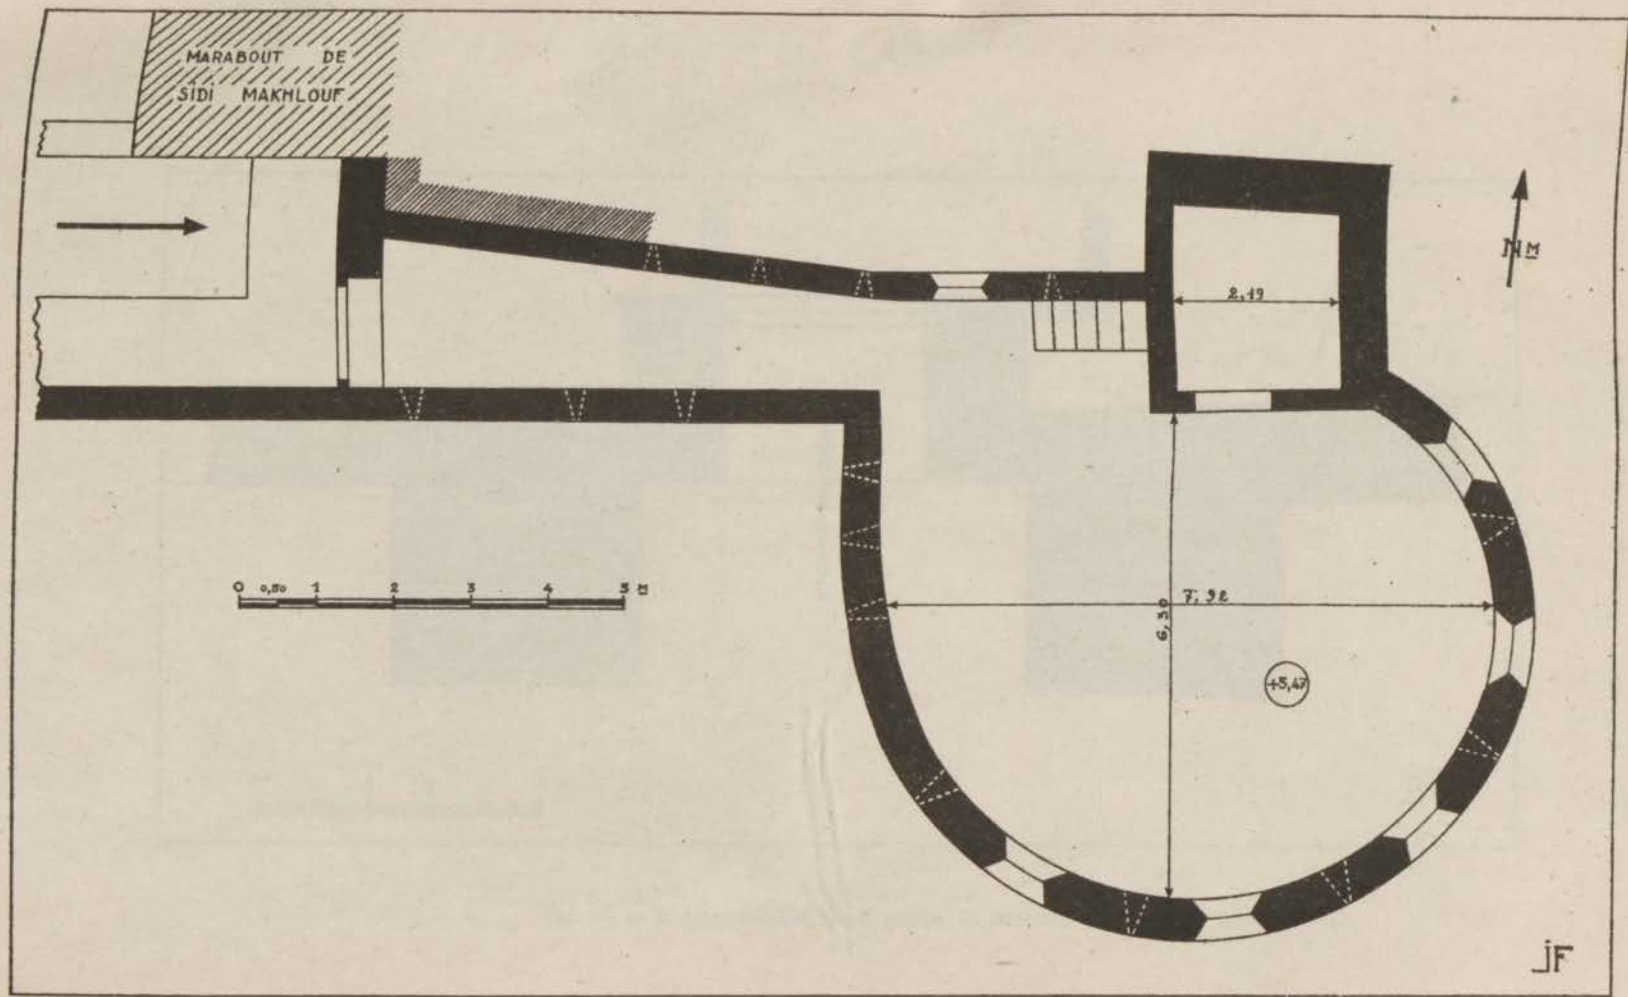 MARABOUT DE
SIDI MAKHLOUF
NM
2,19
0 0,50 1 2 3 4 5 M
7,92
6,30
+5,47
JF